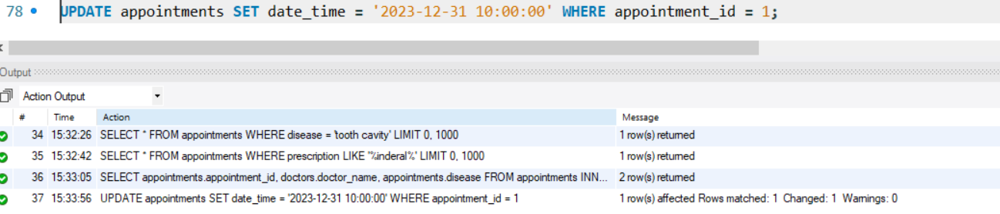 78 UPDATE appointments SET date_time = '2023-12-31 10:00:00' WHERE appointment_id = 1;
Output
Action Output
# Time Action Message
34 15:32:26 SELECT * FROM appointments WHERE disease = 'tooth cavity' LIMIT 0, 1000 1 row(s) returned
35 15:32:42 SELECT * FROM appointments WHERE prescription LIKE '%inderal%' LIMIT 0, 1000 1 row(s) returned
36 15:33:05 SELECT appointments.appointment_id, doctors.doctor_name, appointments.disease FROM appointments INN... 2 row(s) returned
37 15:33:56 UPDATE appointments SET date_time = '2023-12-31 10:00:00' WHERE appointment_id = 1 1 row(s) affected Rows matched: 1 Changed: 1 Warnings: 0